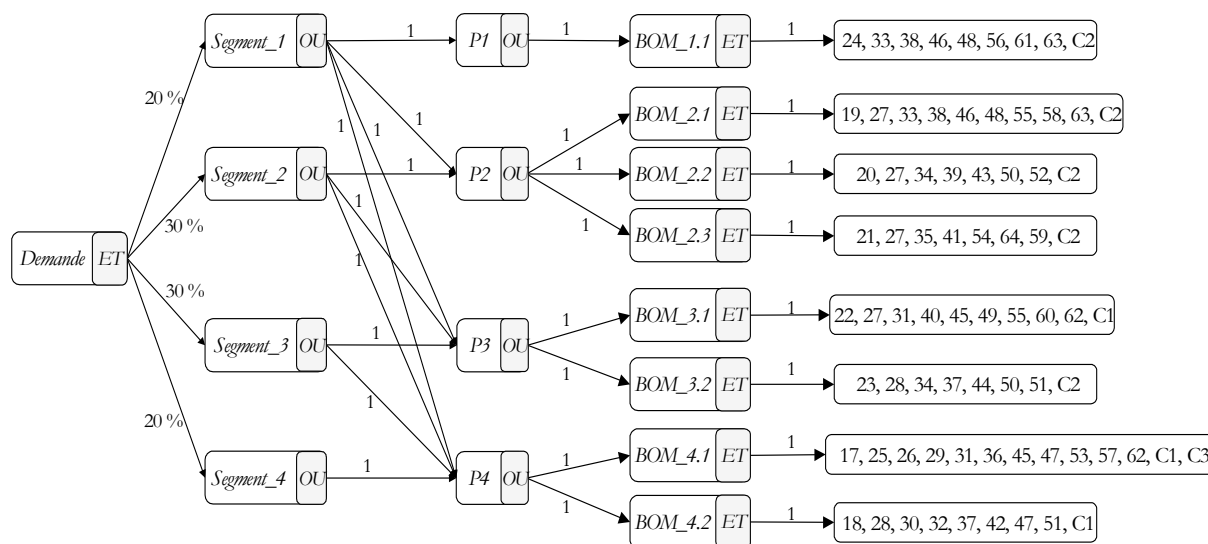 Segment_1 OU 1 P1 OU 1 BOM_1.1 ET 1 24, 33, 38, 46, 48, 56, 61, 63, C2
20 % 1 1 1
1 BOM_2.1 ET 1 19, 27, 33, 38, 46, 48, 55, 58, 63, C2
Segment_2 OU 1 P2 OU 1 BOM_2.2 ET 1 20, 27, 34, 39, 43, 50, 52, C2
30 % 1 1
1 BOM_2.3 ET 1 21, 27, 35, 41, 54, 64, 59, C2
Demande ET
30 %
1 BOM_3.1 ET 1 22, 27, 31, 40, 45, 49, 55, 60, 62, C1
Segment_3 OU 1 P3 OU
1 BOM_3.2 ET 1 23, 28, 34, 37, 44, 50, 51, C2
1
20 %
1 BOM_4.1 ET 1 17, 25, 26, 29, 31, 36, 45, 47, 53, 57, 62, C1, C3
Segment_4 OU 1 P4 OU
1 BOM_4.2 ET 1 18, 28, 30, 32, 37, 42, 47, 51, C1